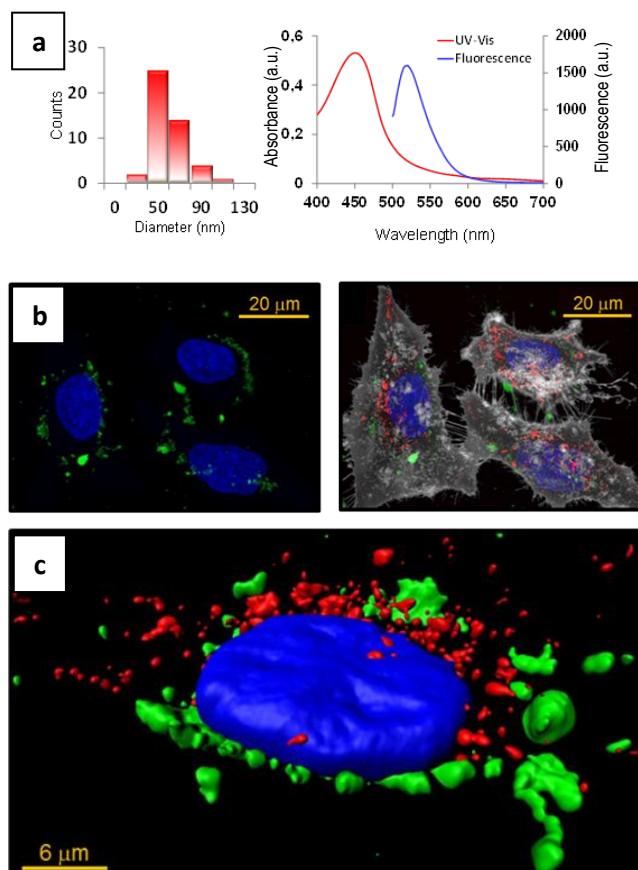 a
30
20
10
0
Counts
0 50 90 130
Diameter (nm)
0,6
0,4
0,2
0
Absorbance (a.u.)
UV-Vis
Fluorescence
2000
1500
1000
500
0
Fluorescence (a.u.)
400 450 500 550 600 650 700
Wavelength (nm)
b
20 μm
20 μm
c
6 μm